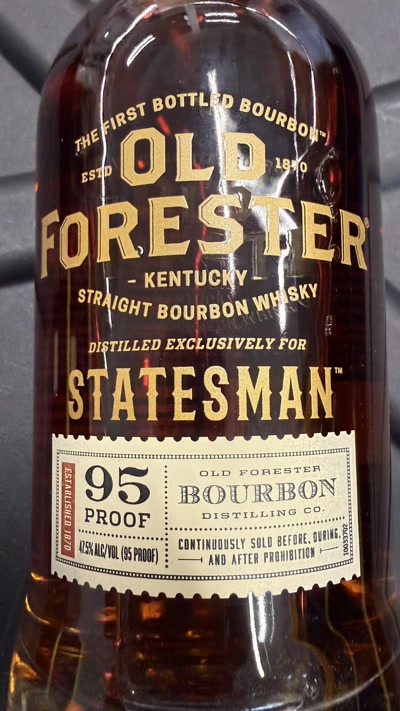 THE FIRST BOTTLED BOURBON™
ESTD 1870
OLD
FORESTER®
- KENTUCKY -
STRAIGHT BOURBON WHISKY
DISTILLED EXCLUSIVELY FOR
STATESMAN™
ESTABLISHED 1870
95
PROOF
47.5% ALC/VOL (95 PROOF)
OLD FORESTER
BOURBON
DISTILLING CO.
CONTINUOUSLY SOLD BEFORE, DURING,
AND AFTER PROHIBITION
10033702